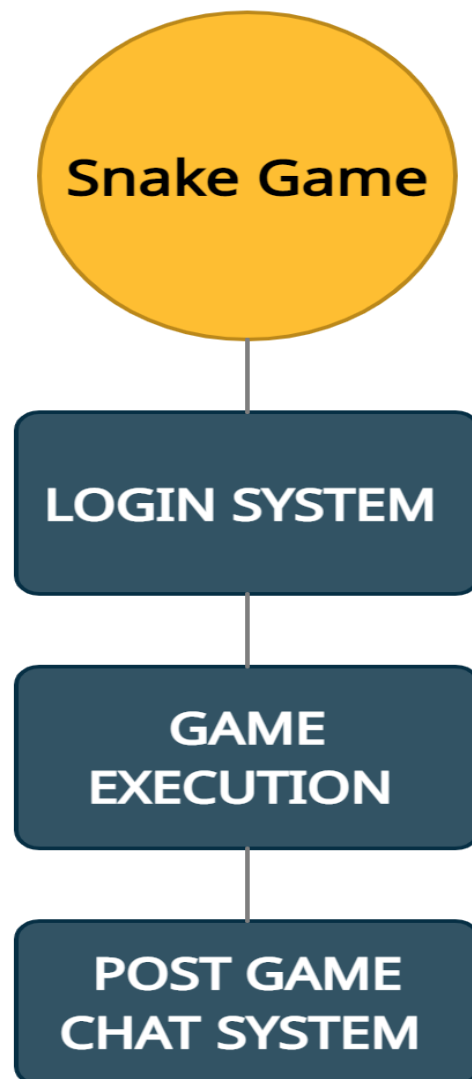 Snake Game
LOGIN SYSTEM
GAME
EXECUTION
POST GAME
CHAT SYSTEM